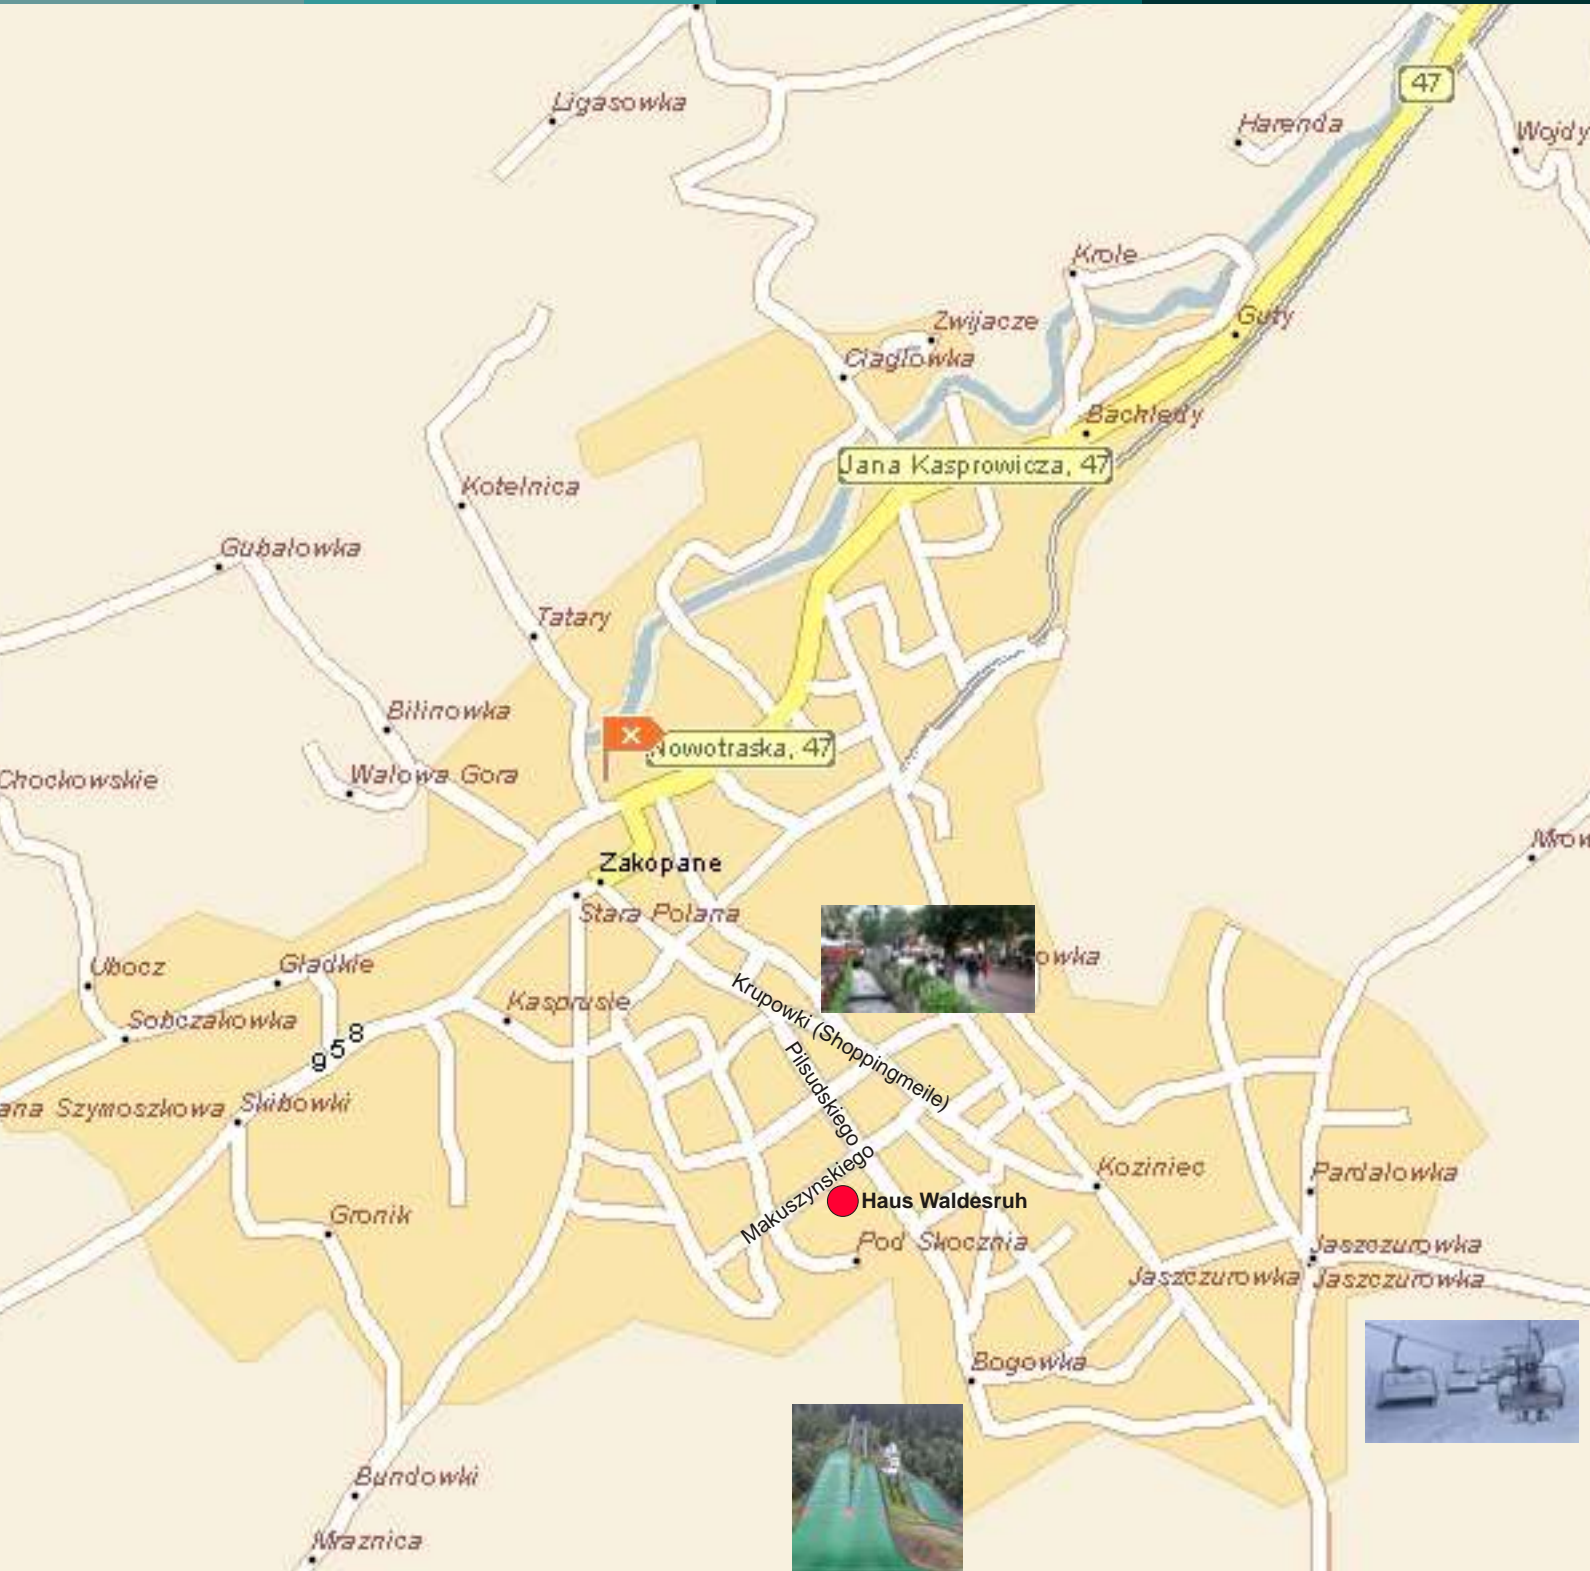 Ligasowka
47
Harenda
Wojdy
Krole
Guty
Zwijacze
Ciaglowka
Bachledy
Jana Kasprowicza, 47
Kotelnica
Gubalowka
Tatary
Bilinowka
Nowotraska, 47
Walowa Gora
Chockowskie
Mrow
Zakopane
Stara Polana
owka
Ubocz
Gladkie
Krupowki (Shoppingmeile)
Kasprusie
Sobczakowka
958
Pilsudskiego
ana Szymoszkowa
Skibowki
Makuszynskiego
Koziniec
Pardalowka
Haus Waldesruh
Gronik
Pod Skocznia
Jaszczurowka
Jaszczurowka
Jaszczurowka
Bogowka
Bundowki
Mraznica